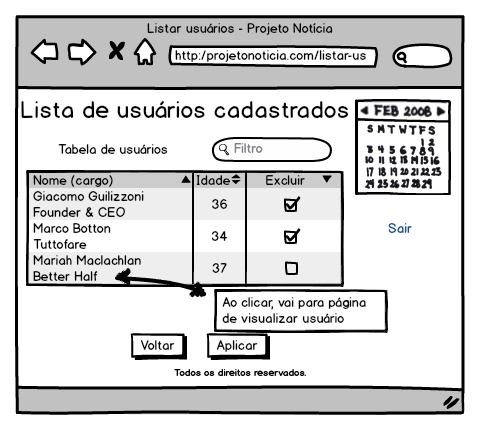 Listar usuários - Projeto Notícia
http:/projetonoticia.com/listar-us
Lista de usuários cadastrados
FEB 2008
S M T W T F S
1 2
3 4 5 6 7 8 9
10 11 12 13 14 15 16
17 18 19 20 21 22 23
24 25 26 27 28 29
Tabela de usuários
Filtro
Nome (cargo) Idade Excluir
Giacomo Guilizzoni
Founder & CEO
36
Marco Botton
Tuttofare
34
Mariah Maclachlan
Better Half
37
Sair
Ao clicar, vai para página
de visualizar usuário
Voltar
Aplicar
Todos os direitos reservados.